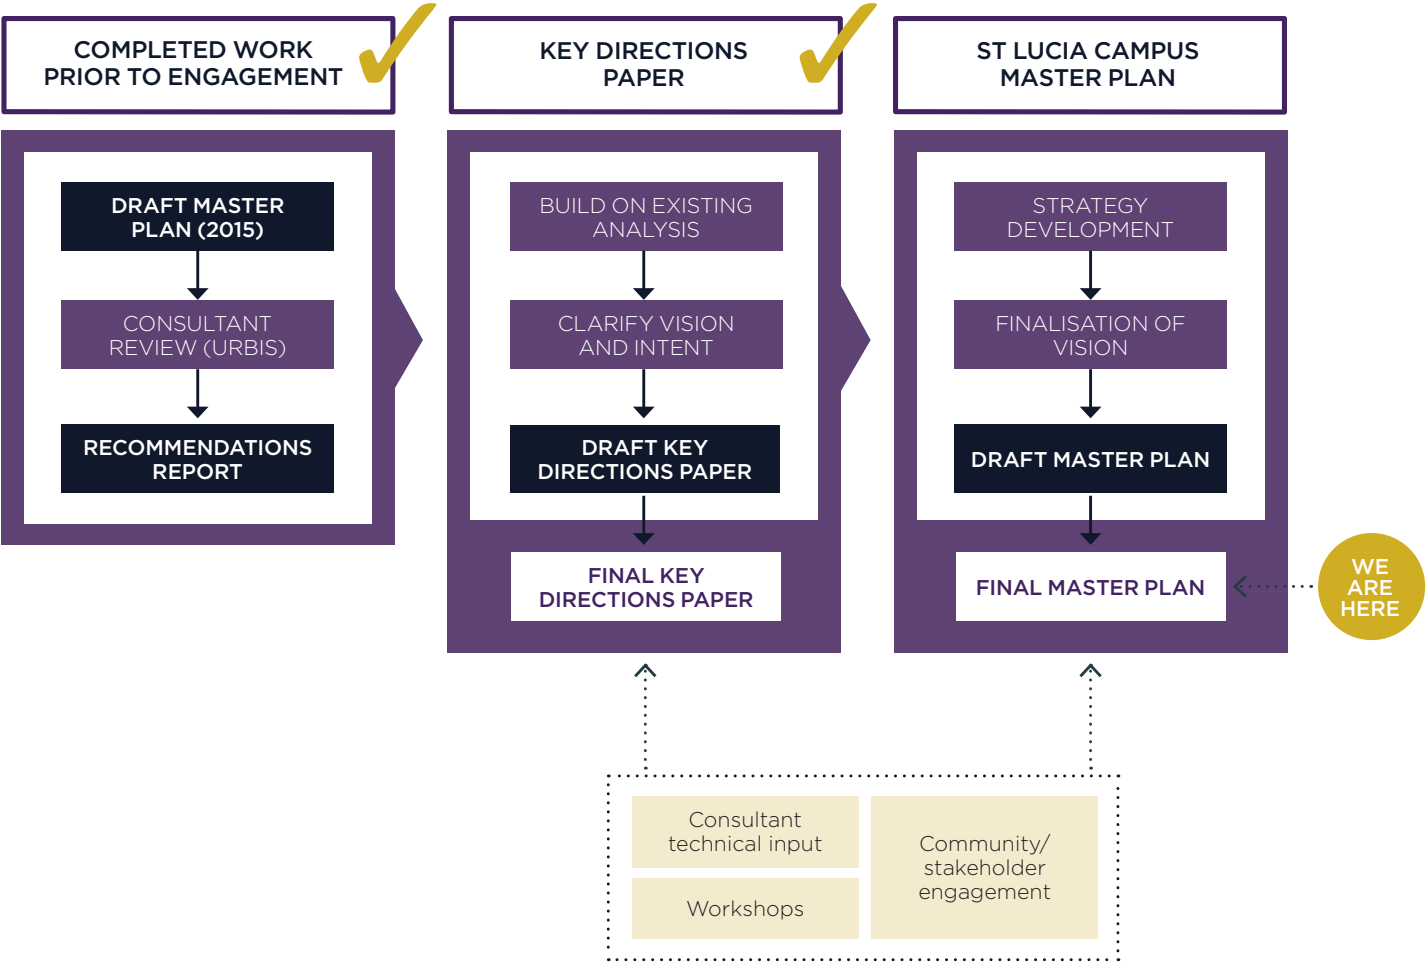 COMPLETED WORK
PRIOR TO ENGAGEMENT
KEY DIRECTIONS
PAPER
ST LUCIA CAMPUS
MASTER PLAN
DRAFT MASTER
PLAN (2015)
CONSULTANT
REVIEW (URBIS)
RECOMMENDATIONS
REPORT
BUILD ON EXISTING
ANALYSIS
CLARIFY VISION
AND INTENT
DRAFT KEY
DIRECTIONS PAPER
FINAL KEY
DIRECTIONS PAPER
STRATEGY
DEVELOPMENT
FINALISATION OF
VISION
DRAFT MASTER PLAN
FINAL MASTER PLAN
WE
ARE
HERE
Consultant
technical input
Workshops
Community/
stakeholder
engagement